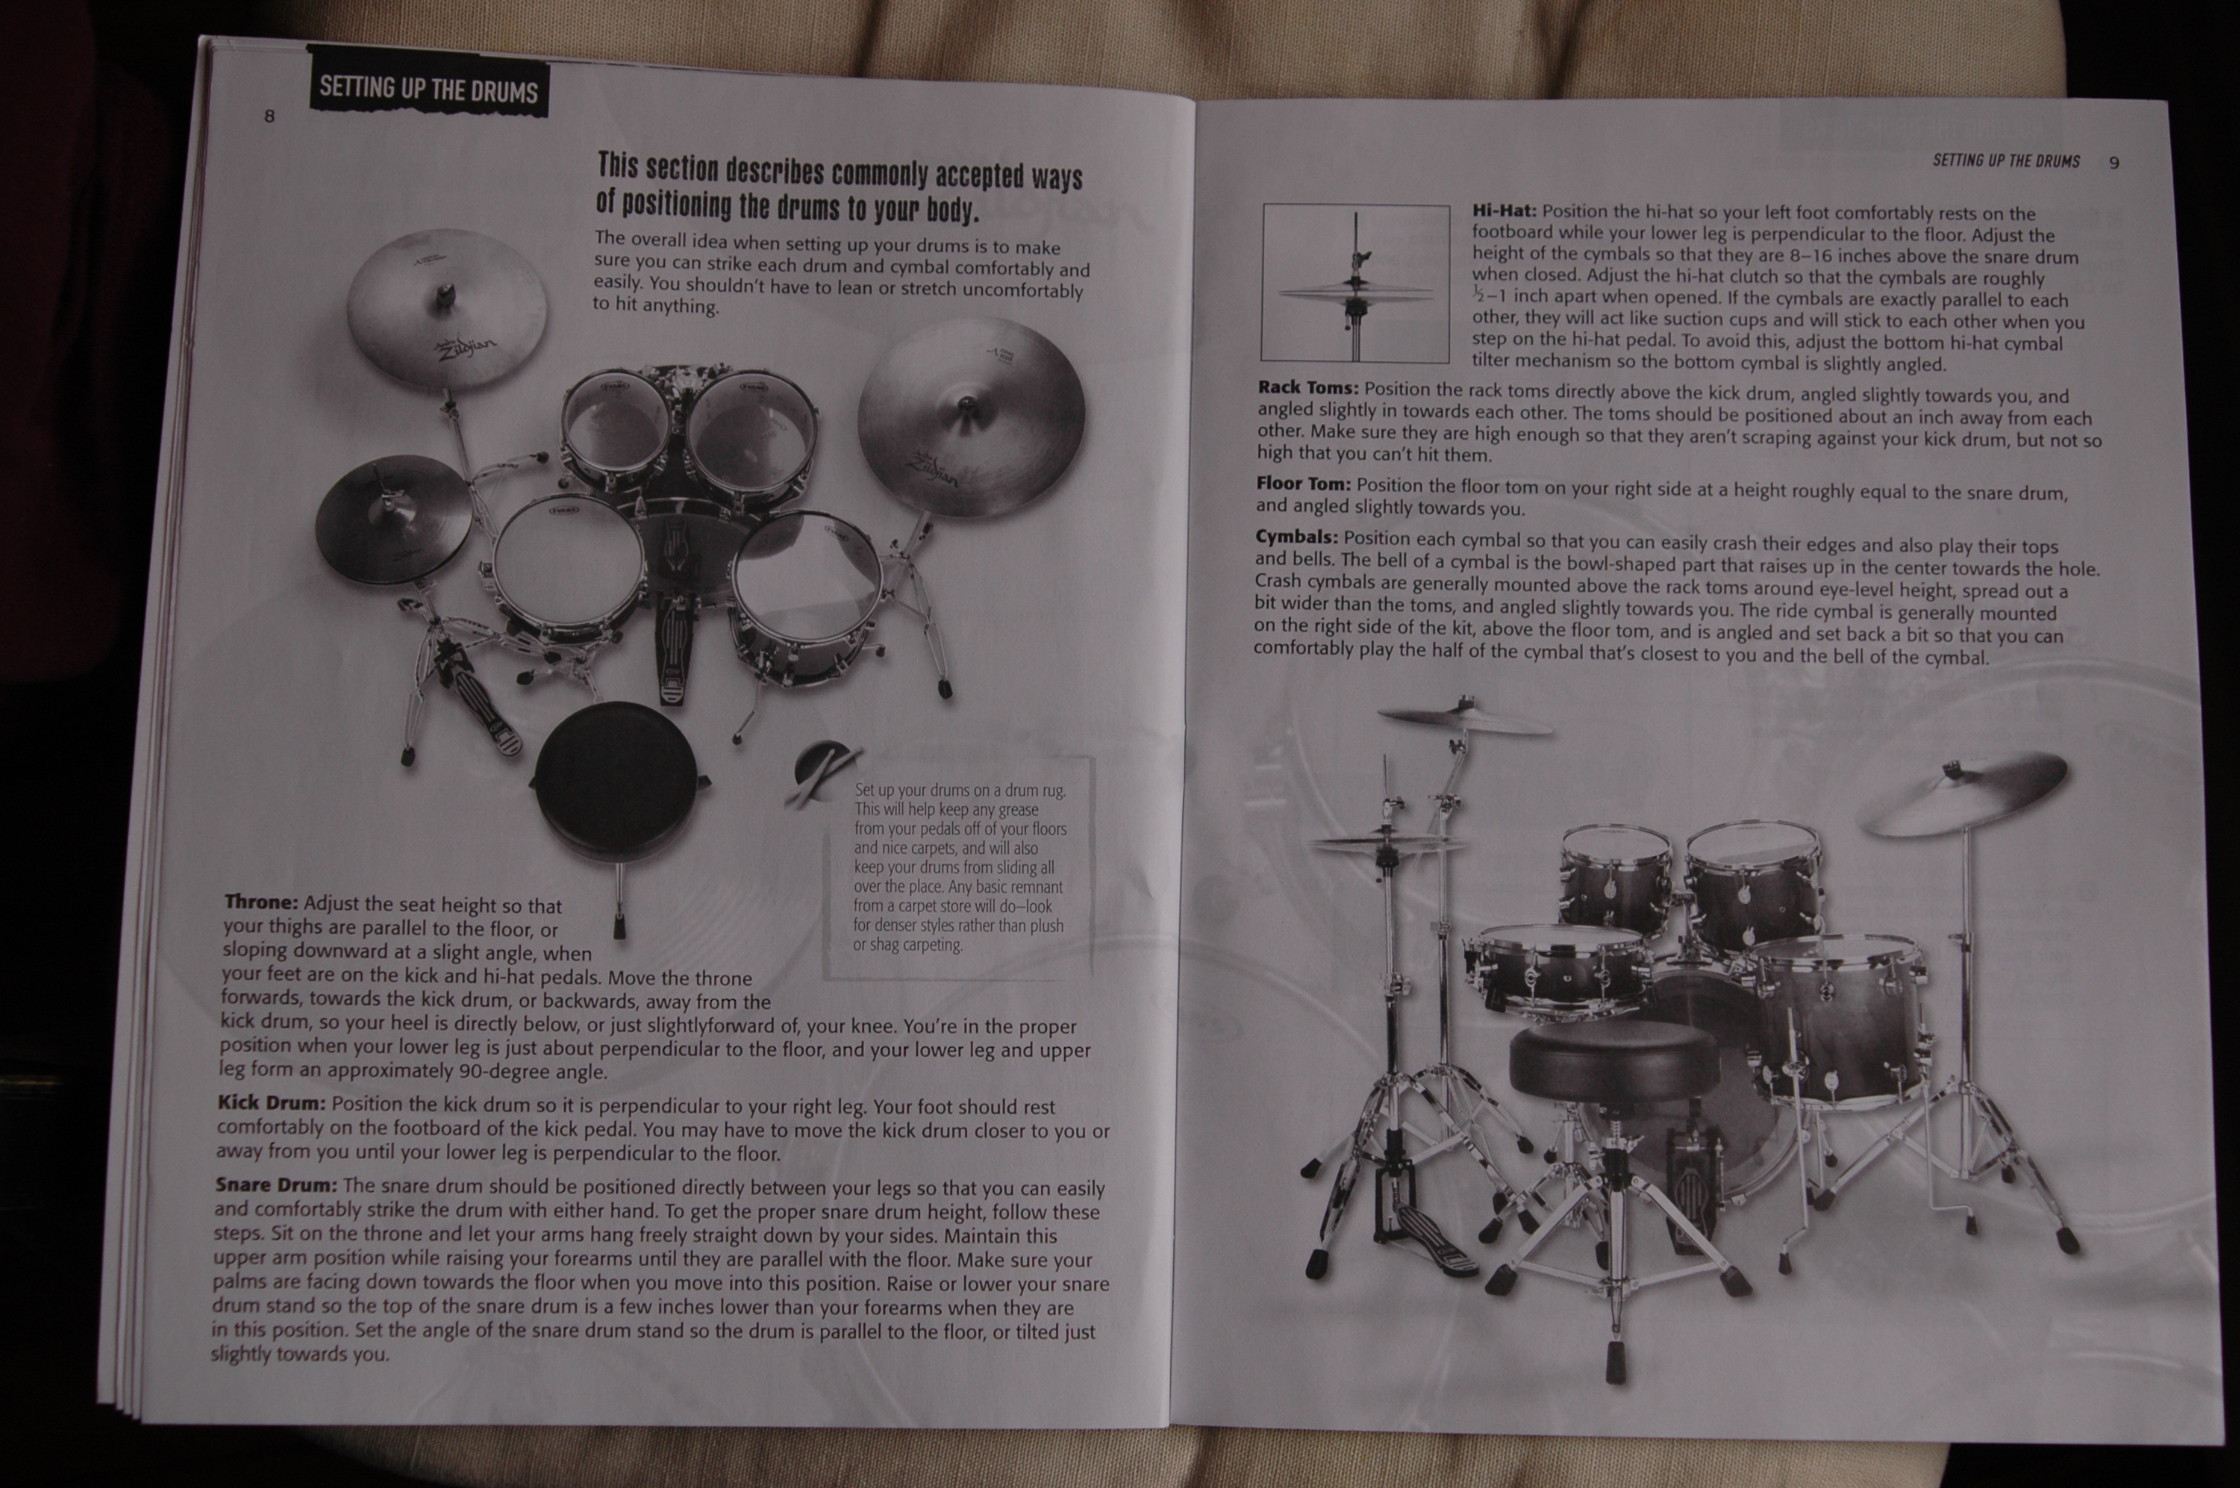 SETTING UP THE DRUMS
8
This section describes commonly accepted ways
of positioning the drums to your body.
The overall idea when setting up your drums is to make
sure you can strike each drum and cymbal comfortably and
easily. You shouldn't have to lean or stretch uncomfortably
to hit anything.
Zildjian
Zildjian
EVANS
Set up your drums on a drum rug.
This will help keep any grease
from your pedals off of your floors
and nice carpets, and will also
keep your drums from sliding all
over the place. Any basic remnant
from a carpet store will do—look
for denser styles rather than plush
or shag carpeting.
Throne: Adjust the seat height so that
your thighs are parallel to the floor, or
sloping downward at a slight angle, when
your feet are on the kick and hi-hat pedals. Move the throne
forwards, towards the kick drum, or backwards, away from the
kick drum, so your heel is directly below, or just slightlyforward of, your knee. You're in the proper
position when your lower leg is just about perpendicular to the floor, and your lower leg and upper
leg form an approximately 90-degree angle.
Kick Drum: Position the kick drum so it is perpendicular to your right leg. Your foot should rest
comfortably on the footboard of the kick pedal. You may have to move the kick drum closer to you or
away from you until your lower leg is perpendicular to the floor.
Snare Drum: The snare drum should be positioned directly between your legs so that you can easily
and comfortably strike the drum with either hand. To get the proper snare drum height, follow these
steps. Sit on the throne and let your arms hang freely straight down by your sides. Maintain this
upper arm position while raising your forearms until they are parallel with the floor. Make sure your
palms are facing down towards the floor when you move into this position. Raise or lower your snare
drum stand so the top of the snare drum is a few inches lower than your forearms when they are
in this position. Set the angle of the snare drum stand so the drum is parallel to the floor, or tilted just
slightly towards you.
SETTING UP THE DRUMS 9
Hi-Hat: Position the hi-hat so your left foot comfortably rests on the
footboard while your lower leg is perpendicular to the floor. Adjust the
height of the cymbals so that they are 8–16 inches above the snare drum
when closed. Adjust the hi-hat clutch so that the cymbals are roughly
½–1 inch apart when opened. If the cymbals are exactly parallel to each
other, they will act like suction cups and will stick to each other when you
step on the hi-hat pedal. To avoid this, adjust the bottom hi-hat cymbal
tilter mechanism so the bottom cymbal is slightly angled.
Rack Toms: Position the rack toms directly above the kick drum, angled slightly towards you, and
angled slightly in towards each other. The toms should be positioned about an inch away from each
other. Make sure they are high enough so that they aren't scraping against your kick drum, but not so
high that you can't hit them.
Floor Tom: Position the floor tom on your right side at a height roughly equal to the snare drum,
and angled slightly towards you.
Cymbals: Position each cymbal so that you can easily crash their edges and also play their tops
and bells. The bell of a cymbal is the bowl-shaped part that raises up in the center towards the hole.
Crash cymbals are generally mounted above the rack toms around eye-level height, spread out a
bit wider than the toms, and angled slightly towards you. The ride cymbal is generally mounted
on the right side of the kit, above the floor tom, and is angled and set back a bit so that you can
comfortably play the half of the cymbal that's closest to you and the bell of the cymbal.